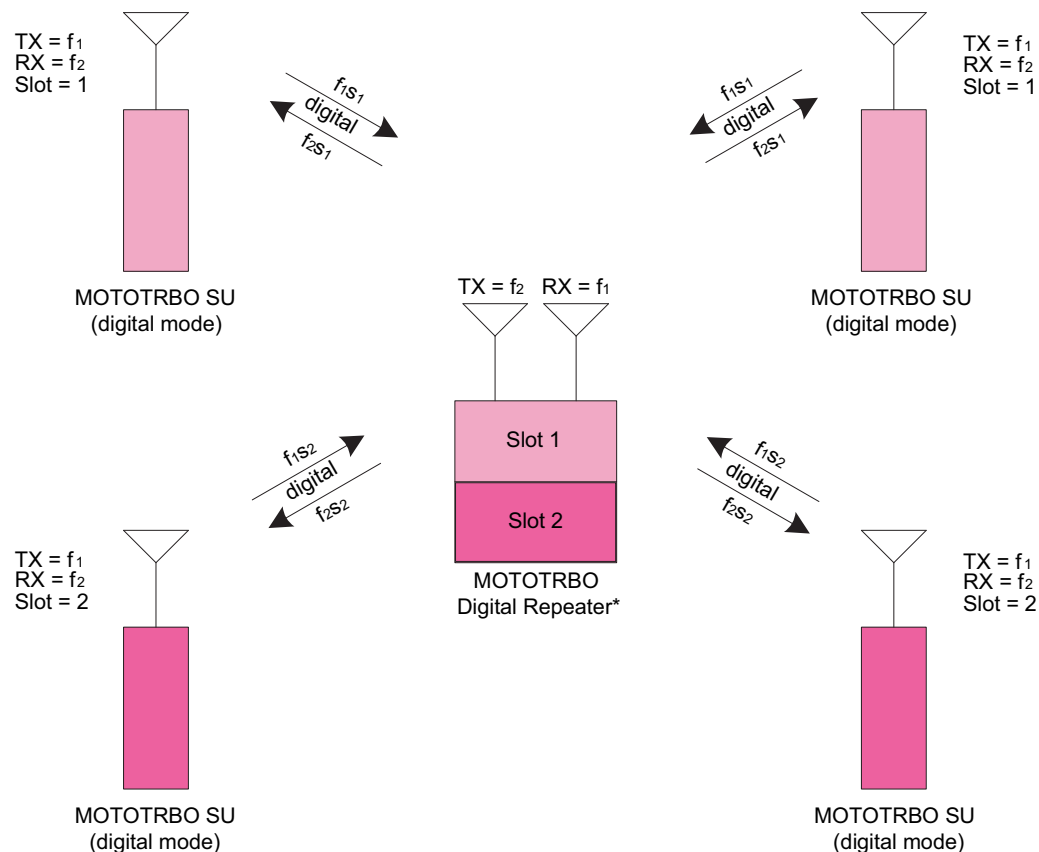 TX = f₁
RX = f₂
Slot = 1
f₁s₁
digital
f₂s₁
MOTOTRBO SU
(digital mode)
f₁s₁
digital
f₂s₁
TX = f₁
RX = f₂
Slot = 1
MOTOTRBO SU
(digital mode)
TX = f₂
RX = f₁
Slot 1
Slot 2
MOTOTRBO
Digital Repeater*
f₁s₂
digital
f₂s₂
TX = f₁
RX = f₂
Slot = 2
MOTOTRBO SU
(digital mode)
f₁s₂
digital
f₂s₂
TX = f₁
RX = f₂
Slot = 2
MOTOTRBO SU
(digital mode)